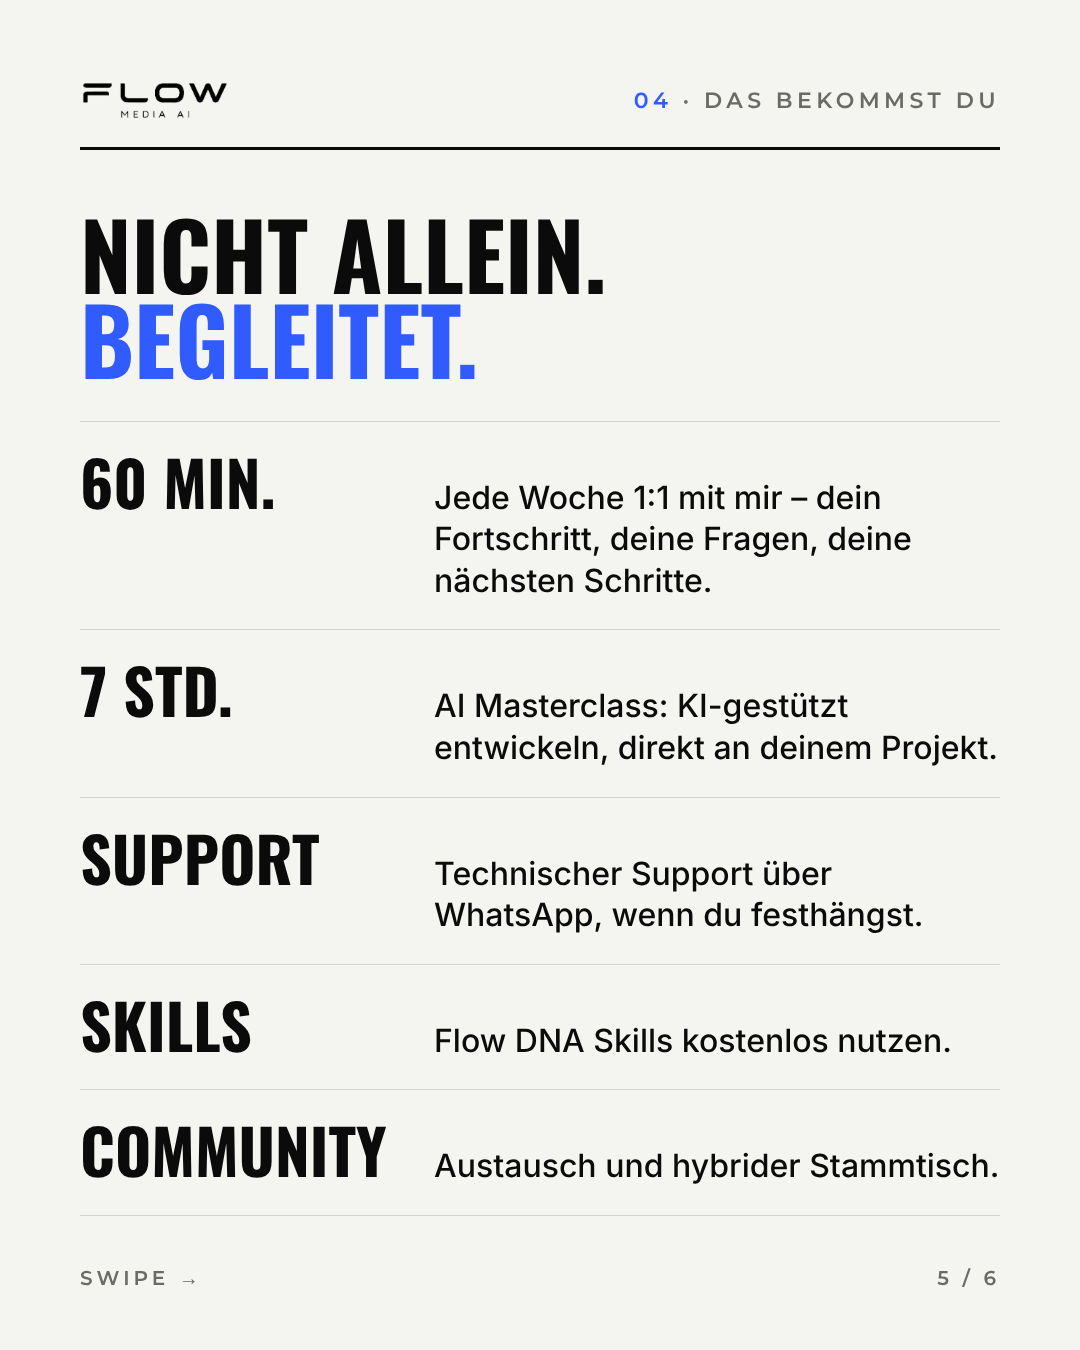 FLOW
MEDIA AI
04 · DAS BEKOMMST DU
NICHT ALLEIN.
BEGLEITET.
60 MIN.
Jede Woche 1:1 mit mir – dein
Fortschritt, deine Fragen, deine
nächsten Schritte.
7 STD.
AI Masterclass: KI-gestützt
entwickeln, direkt an deinem Projekt.
SUPPORT
Technischer Support über
WhatsApp, wenn du festhängst.
SKILLS
Flow DNA Skills kostenlos nutzen.
COMMUNITY
Austausch und hybrider Stammtisch.
SWIPE →
5 / 6